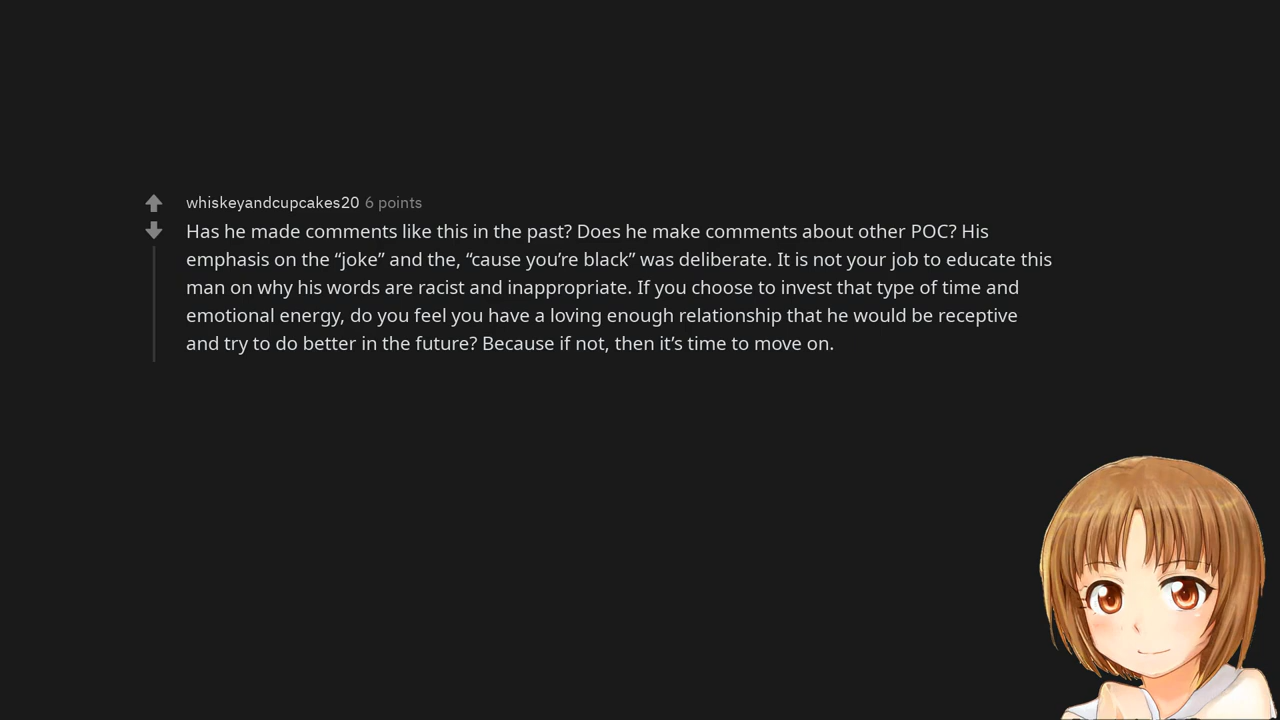 whiskeyandcupcakes20 6 points
Has he made comments like this in the past? Does he make comments about other POC? His
emphasis on the “joke” and the, “cause you’re black” was deliberate. It is not your job to educate this
man on why his words are racist and inappropriate. If you choose to invest that type of time and
emotional energy, do you feel you have a loving enough relationship that he would be receptive
and try to do better in the future? Because if not, then it’s time to move on.